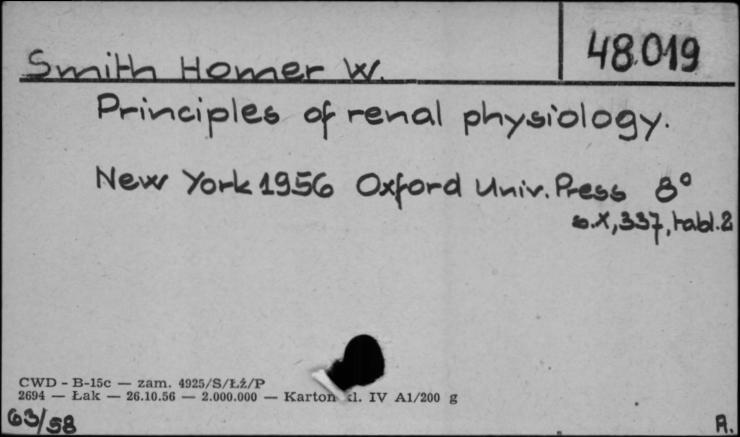 Smith Homer W.
48019
Principles of renal physiology.
New York 1956 Oxford Univ. Press 8°
s.X, 337, tabl. 2
CWD - B-15c — zam. 4925/S/Łż/P
2694 — Łak — 26.10.56 — 2.000.000 — Karton kl. IV A1/200 g
63/58
A.